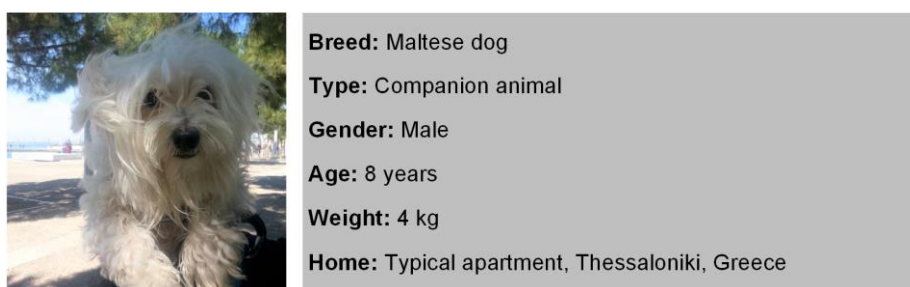 Breed: Maltese dog
Type: Companion animal
Gender: Male
Age: 8 years
Weight: 4 kg
Home: Typical apartment, Thessaloniki, Greece